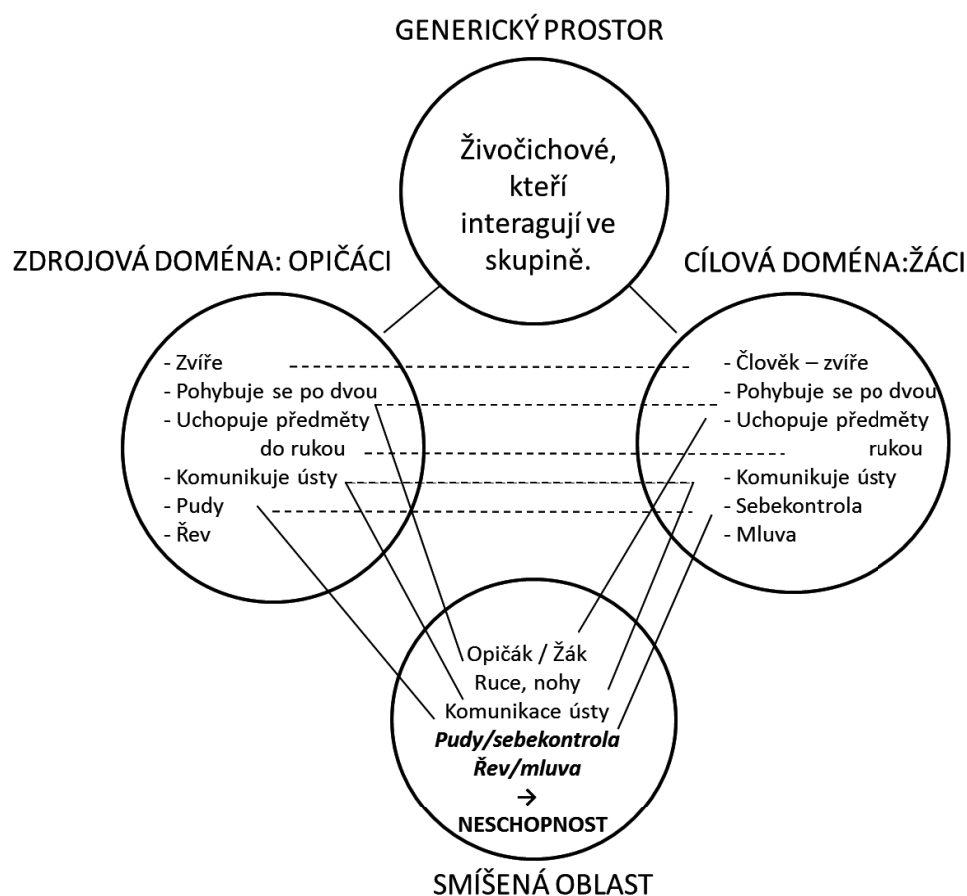 GENERICKÝ PROSTOR
Živočichové,
kteří
interagují ve
skupině.
ZDROJOVÁ DOMÉNA: OPIČÁCI
- Zvíře
- Pohybuje se po dvou
- Uchopuje předměty
do rukou
- Komunikuje ústy
- Pudy
- Řev
CÍLOVÁ DOMÉNA:ŽÁCI
- Člověk – zvíře
- Pohybuje se po dvou
- Uchopuje předměty
rukou
- Komunikuje ústy
- Sebekontrola
- Mluva
Opičák / Žák
Ruce, nohy
Komunikace ústy
Pudy/sebekontrola
Řev/mluva
→
NESCHOPNOST
SMÍŠENÁ OBLAST